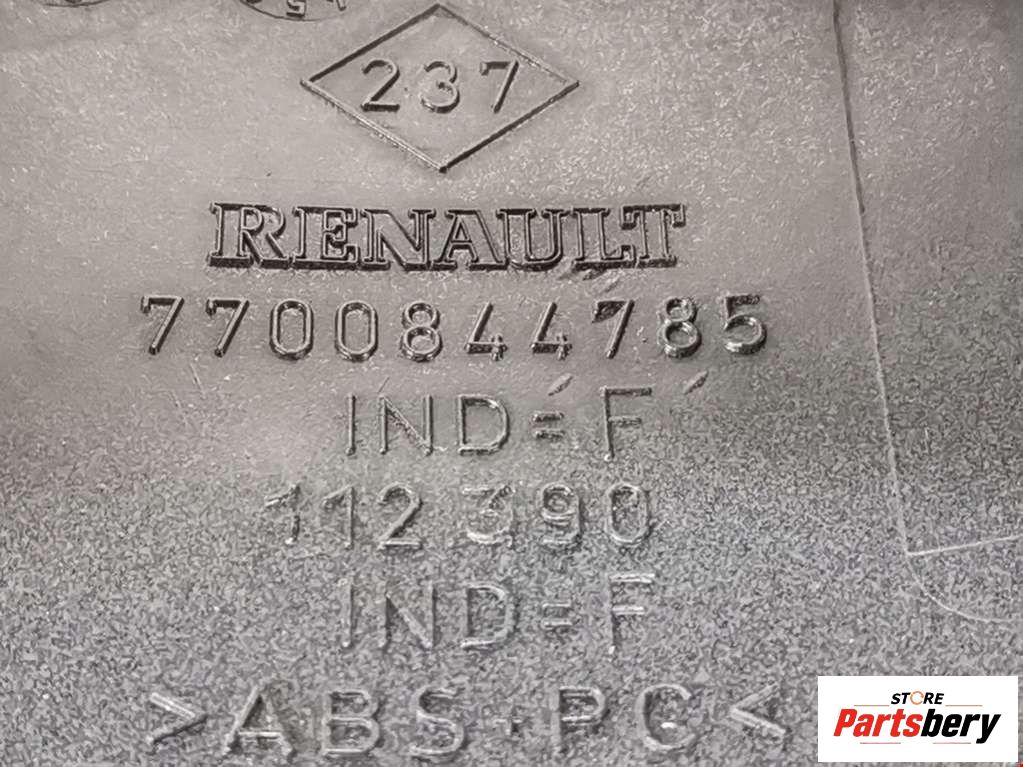 237
RENAULT
7700844785
IND=F
112390
IND=F
>ABS-PC<
STORE
Partsbery